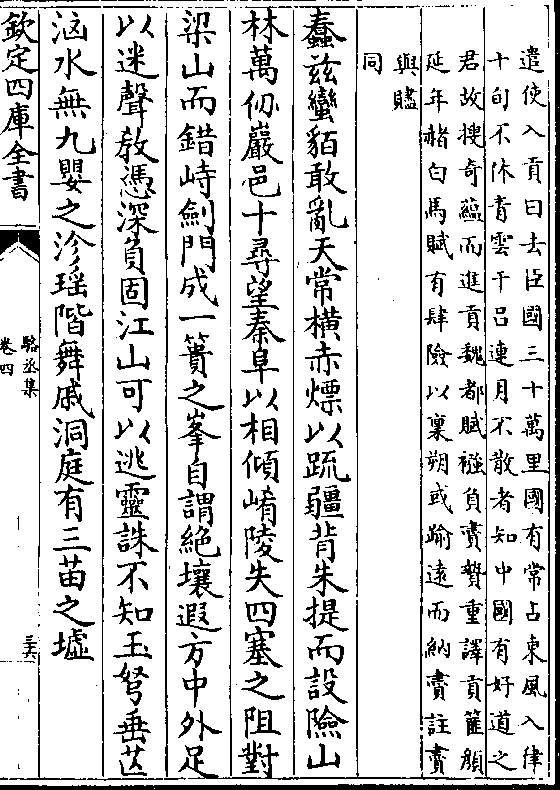 遣使入貢曰去臣國三十萬里國有常占東風入律
十旬不休青雲干呂連月不散者知中國有好道之
君故搜奇藴而進貢魏都賦襁負賫贄重譯貢篚顔
延年赭白馬賦有肆險以稟朔或踰遠而納賮註賮
與贐
同
蠢兹蠻貊敢亂天常横赤熛以疏疆背朱提而設險山
林萬仞巖邑十尋望秦阜以相傾崤陵失四塞之阻對
梁山而錯峙劍門成一簣之峯自謂絶壤遐方中外足
以迷聲教憑深負固江山可以逃靈誅不知玉弩垂芒
洶水無九嬰之沴瑶階舞戚洞庭有三苗之墟
欽定四庫全書
駱丞集
卷四
三六